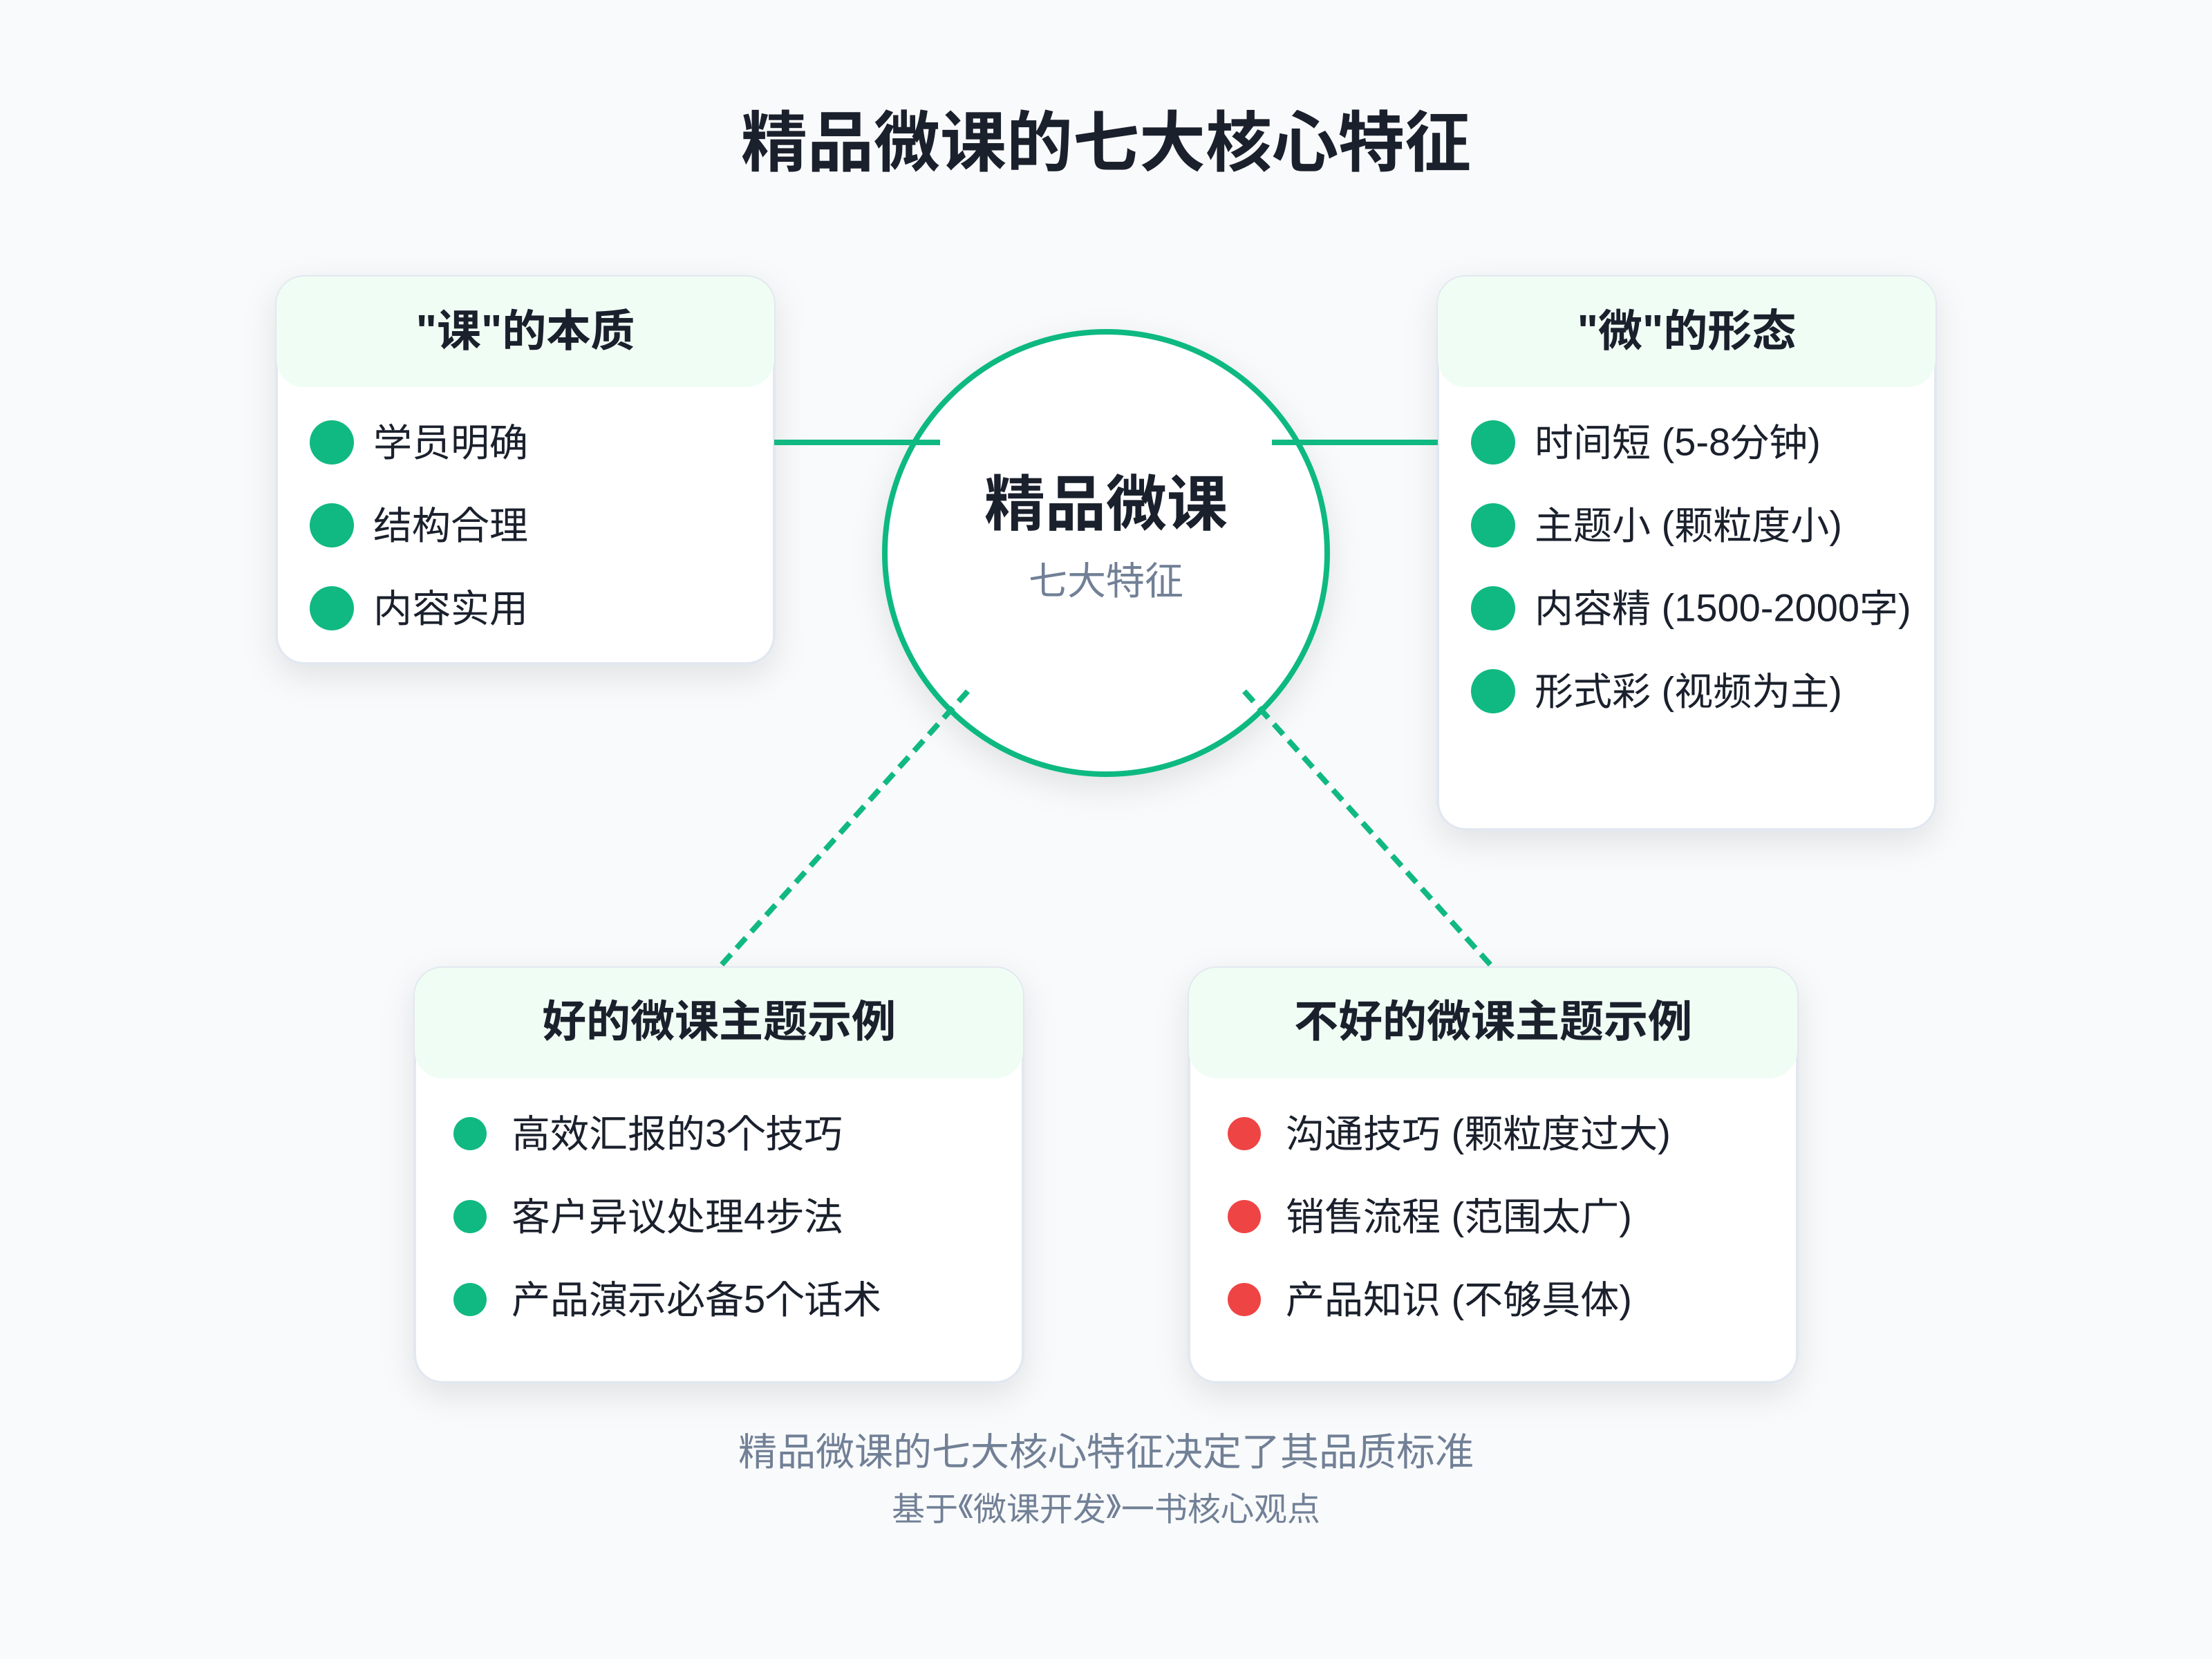 精品微课的七大核心特征
"课"的本质
学员明确
结构合理
内容实用
精品微课
七大特征
"微"的形态
时间短 (5-8分钟)
主题小 (颗粒度小)
内容精 (1500-2000字)
形式彩 (视频为主)
好的微课主题示例
高效汇报的3个技巧
客户异议处理4步法
产品演示必备5个话术
不好的微课主题示例
沟通技巧 (颗粒度过大)
销售流程 (范围太广)
产品知识 (不够具体)
精品微课的七大核心特征决定了其品质标准
基于《微课开发》一书核心观点